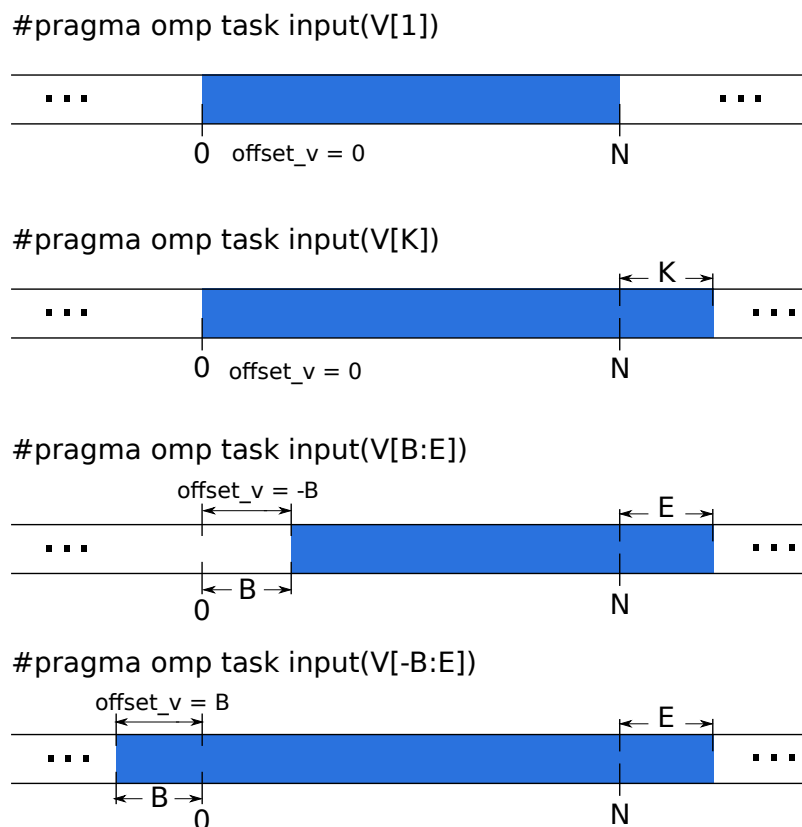 #pragma omp task input(V[1])
... ...
0 offset_v = 0 N
#pragma omp task input(V[K])
K
... ...
0 offset_v = 0 N
#pragma omp task input(V[B:E])
offset_v = -B
E
... ...
B
0 N
#pragma omp task input(V[-B:E])
offset_v = B
E
... ...
B
0 N